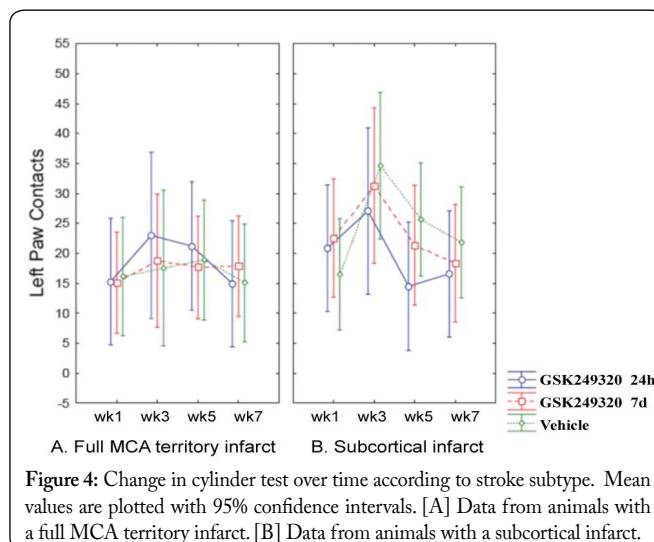 55
50
45
40
35
30
25
20
15
10
5
0
-5
Left Paw Contacts
wk1 wk3 wk5 wk7 wk1 wk3 wk5 wk7
A. Full MCA territory infarct B. Subcortical infarct
GSK249320 24h
GSK249320 7d
Vehicle
Figure 4: Change in cylinder test over time according to stroke subtype. Mean
values are plotted with 95% confidence intervals. [A] Data from animals with
a full MCA territory infarct. [B] Data from animals with a subcortical infarct.